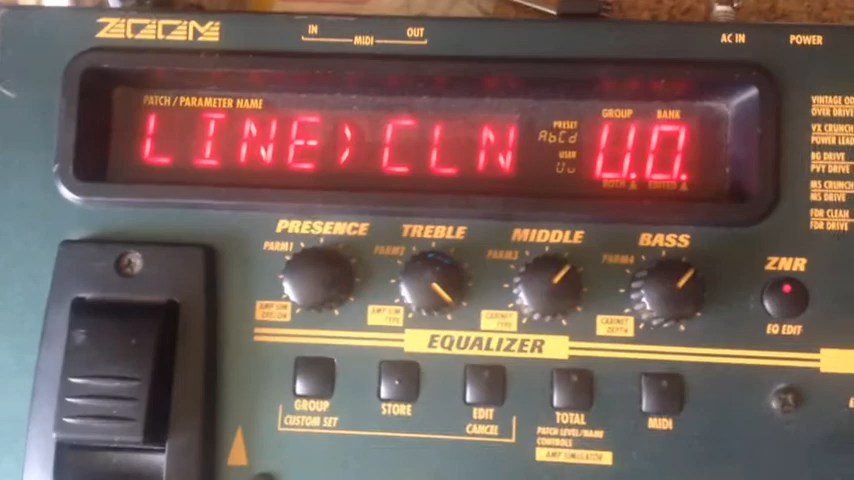 ZOOM
IN MIDI OUT
AC IN
POWER
PATCH / PARAMETER NAME
LINE>CLN
PRESET
AbCd
USER
Uu
GROUP BANK
U.0.
BOTH EDITED
VINTAGE OD
OVER DRIVE
VX CRUNCH
POWER LEAD
BG DRIVE
PVT DRIVE
MS CRUNCH
MS DRIVE
FDR CLEAN
FDR DRIVE
PRESENCE
TREBLE
MIDDLE
BASS
ZNR
PARM1
PARM2
PARM3
PARM4
AMP SIM
AMP SIM
TYPE
CABINET
TYPE
CABINET
DEPTH
EQ EDIT
EQUALIZER
GROUP
CUSTOM SET
STORE
EDIT
CANCEL
TOTAL
PATCH LEVEL/NAME
CONTROLS
AMP SIMULATOR
MIDI